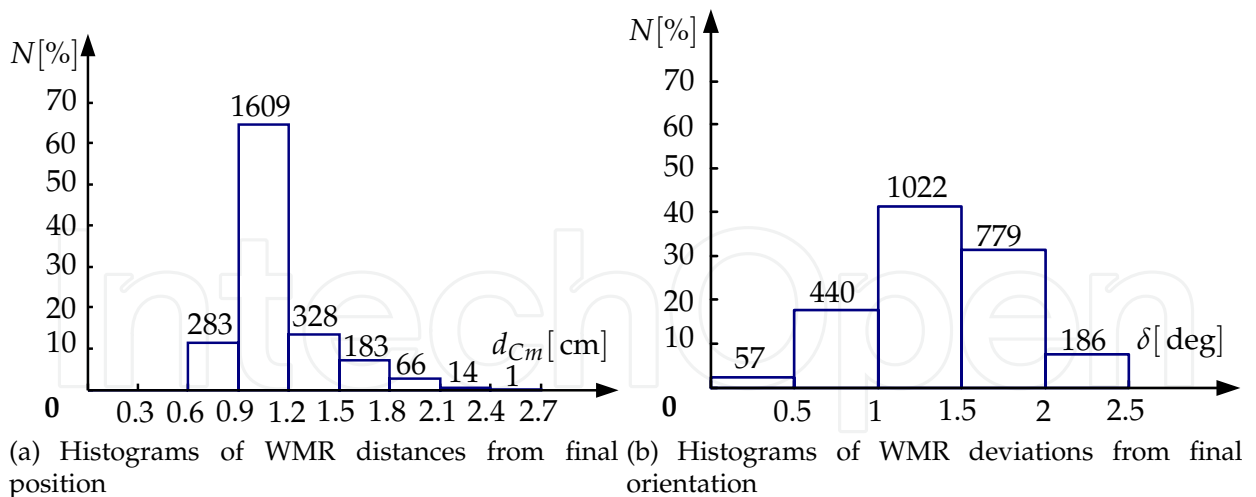 N[%]
70
60
50
40
30
20
10
0
1609
283
328
183
66
14
1
d_{Cm}[cm]
0.3 0.6 0.9 1.2 1.5 1.8 2.1 2.4 2.7
(a) Histograms of WMR distances from final
position
N[%]
70
60
50
40
30
20
10
0
1022
779
440
186
57
δ[deg]
0.5 1 1.5 2 2.5
(b) Histograms of WMR deviations from final
orientation
IntechOpen